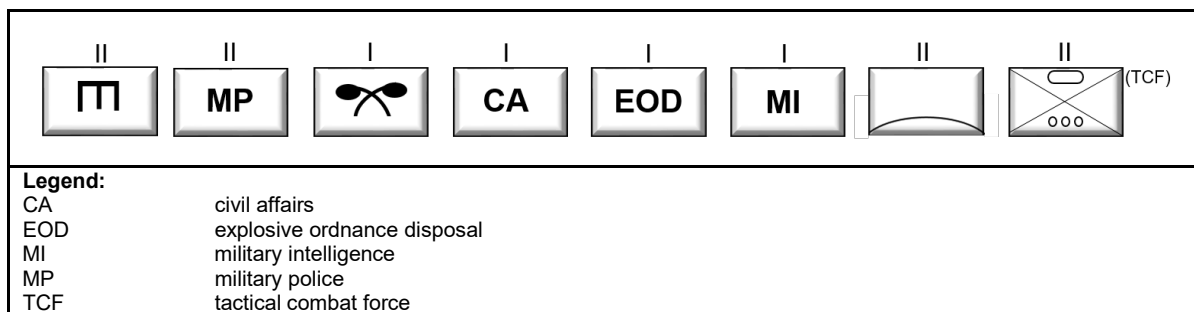 II II I I I I II II
MP CA EOD MI (TCF)
Legend:
CA civil affairs
EOD explosive ordnance disposal
MI military intelligence
MP military police
TCF tactical combat force